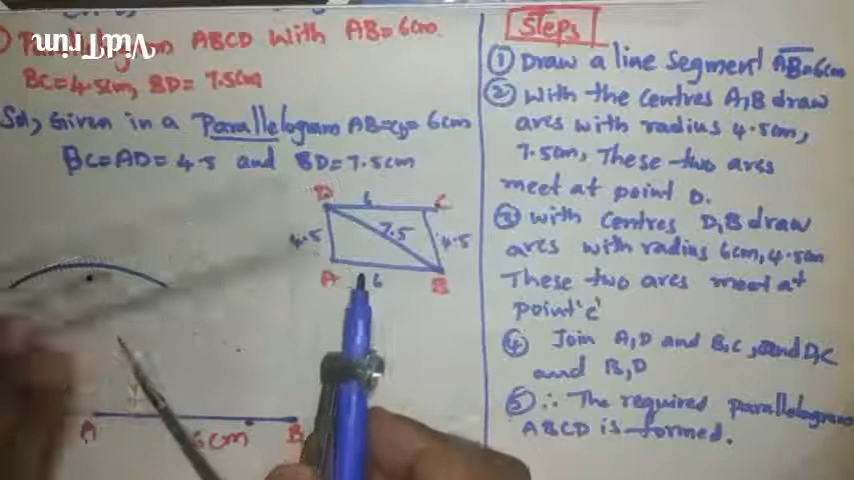 VidTrim
Parallelogram ABCD with AB=6cm.
BC=4.5cm, BD= 7.5cm
Sol, Given in a Parallelogram AB=CD= 6cm
BC=AD= 4.5 and BD=7.5cm
D 6 C
4.5 7.5 4.5
A 6 B
A 6cm B
Steps
① Draw a line segment AB=6cm
② With the centres A,B draw
arcs with radius 4.5cm,
7.5cm, These two arcs
meet at point D.
③ with centres D,B draw
arcs with radius 6cm, 4.5cm
These two arcs meet at
point 'c'
④ Join A,D and B,C, and D,C
and B,D
⑤ ∴ The required parallelogram
ABCD is formed.